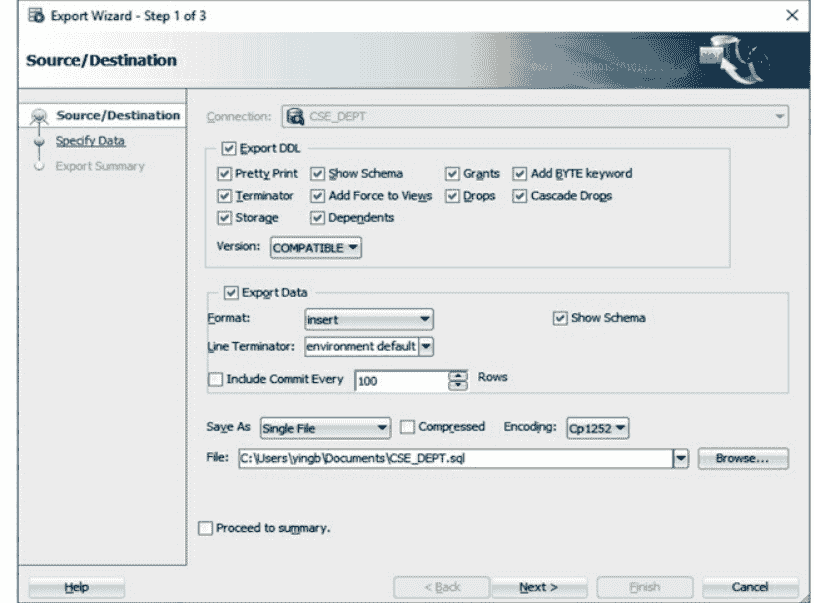 Export Wizard - Step 1 of 3
Source/Destination
Source/Destination
Specify Data
Export Summary
Connection: CSE_DEPT
Export DDL
Pretty Print Show Schema Grants Add BYTE keyword
Terminator Add Force to Views Drops Cascade Drops
Storage Dependents
Version: COMPATIBLE
Export Data
Format: insert Show Schema
Line Terminator: environment default
Include Commit Every 100 Rows
Save As Single File Compressed Encoding: Cp1252
File: C:\Users\yingb\Documents\CSE_DEPT.sql Browse...
Proceed to summary.
Help < Back Next > Finish Cancel